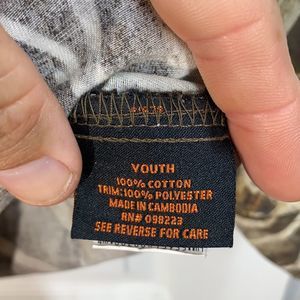 YOUTH
100% COTTON
TRIM:100% POLYESTER
MADE IN CAMBODIA
RN# 098223
SEE REVERSE FOR CARE